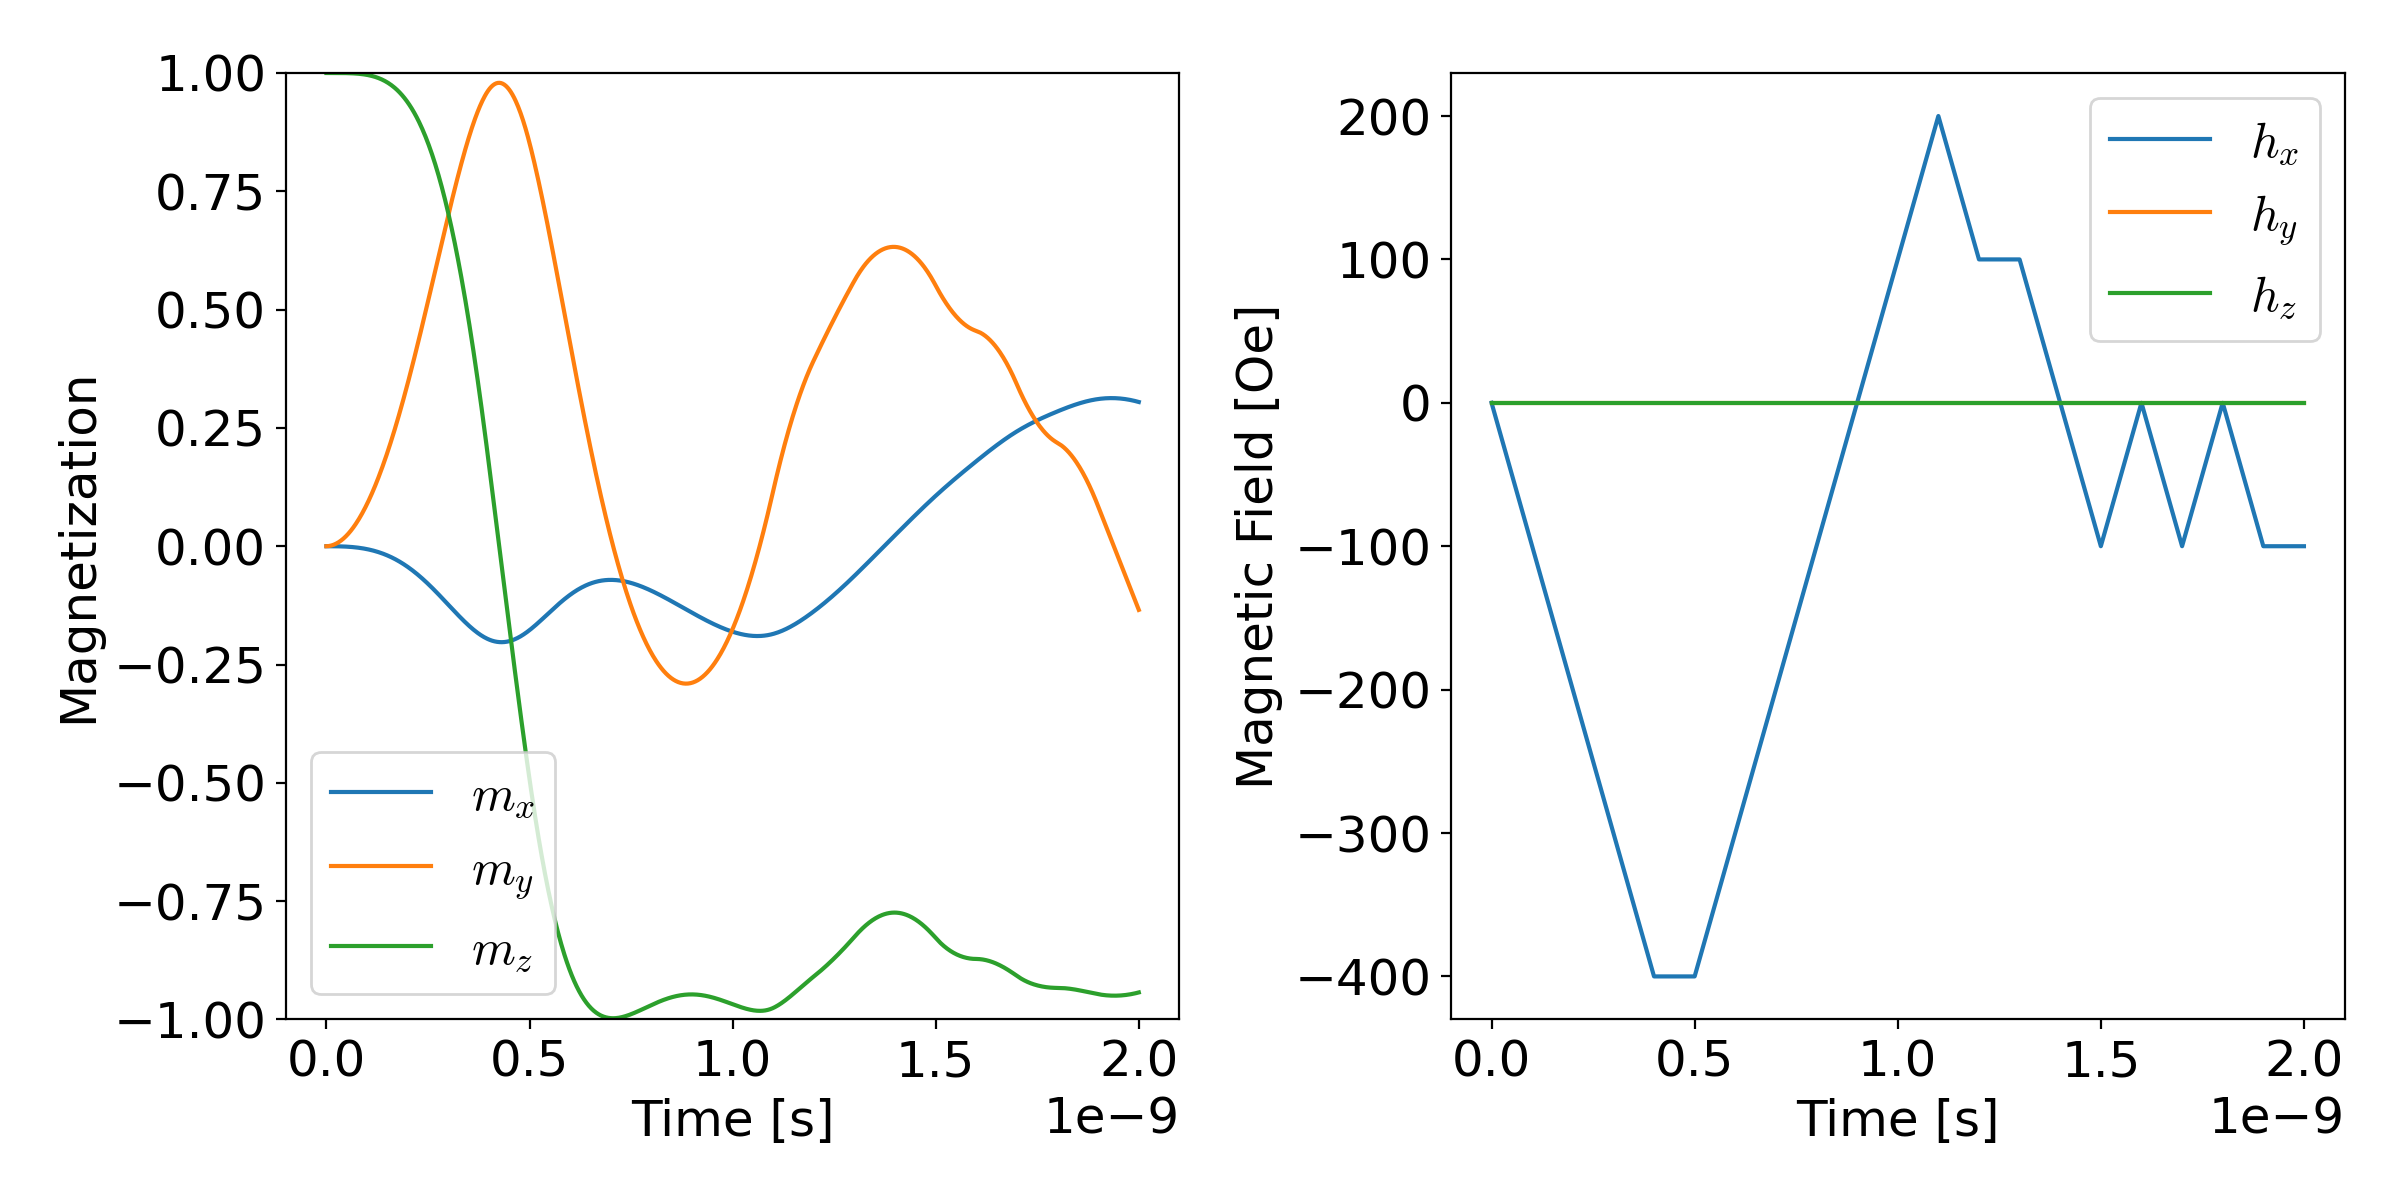 Magnetization
1.00
0.75
0.50
0.25
0.00
−0.25
−0.50
−0.75
−1.00
m_x
m_y
m_z
0.0 0.5 1.0 1.5 2.0
Time [s]
1e−9
Magnetic Field [Oe]
200
100
0
−100
−200
−300
−400
h_x
h_y
h_z
0.0 0.5 1.0 1.5 2.0
Time [s]
1e−9